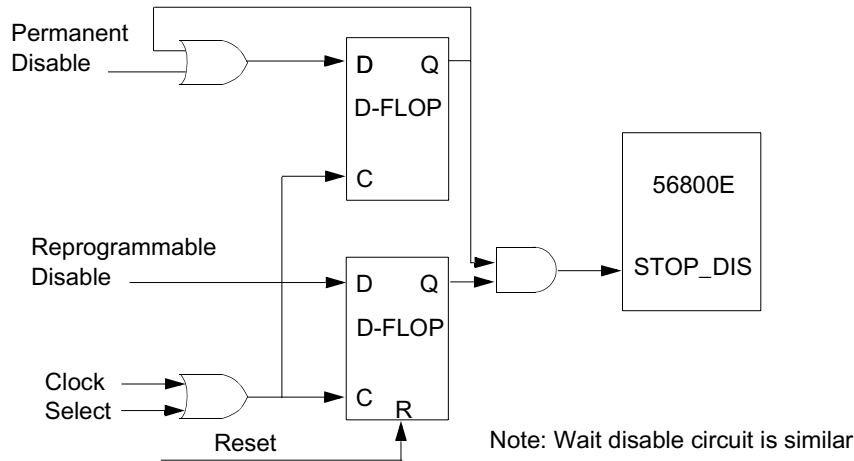 Permanent
Disable
D Q
D-FLOP
C
56800E
STOP_DIS
Reprogrammable
Disable
D Q
D-FLOP
C
R
Clock
Select
Reset
Note: Wait disable circuit is similar